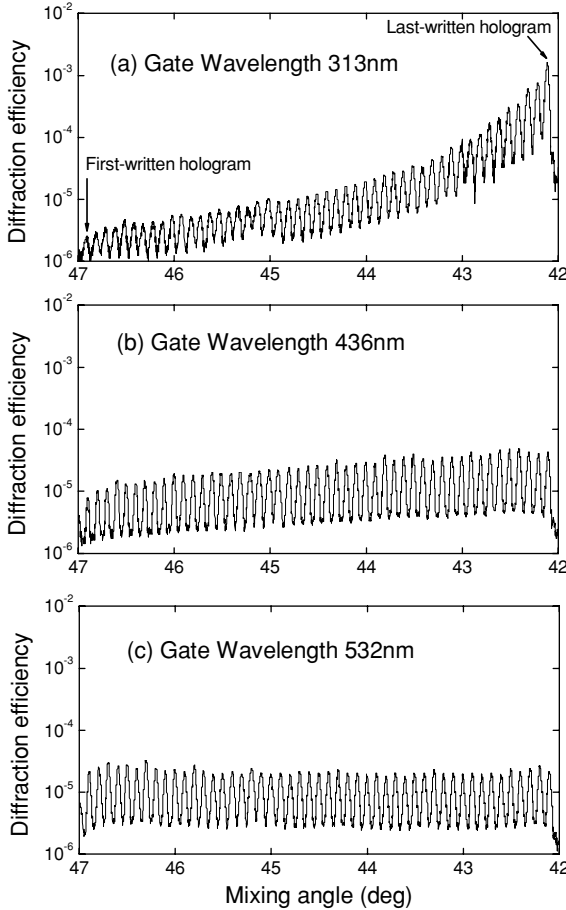 Last-written hologram
(a) Gate Wavelength 313nm
First-written hologram
Diffraction efficiency
10⁻²
10⁻³
10⁻⁴
10⁻⁵
10⁻⁶
47 46 45 44 43 42
(b) Gate Wavelength 436nm
Diffraction efficiency
10⁻²
10⁻³
10⁻⁴
10⁻⁵
10⁻⁶
47 46 45 44 43 42
(c) Gate Wavelength 532nm
Diffraction efficiency
10⁻²
10⁻³
10⁻⁴
10⁻⁵
10⁻⁶
47 46 45 44 43 42
Mixing angle (deg)